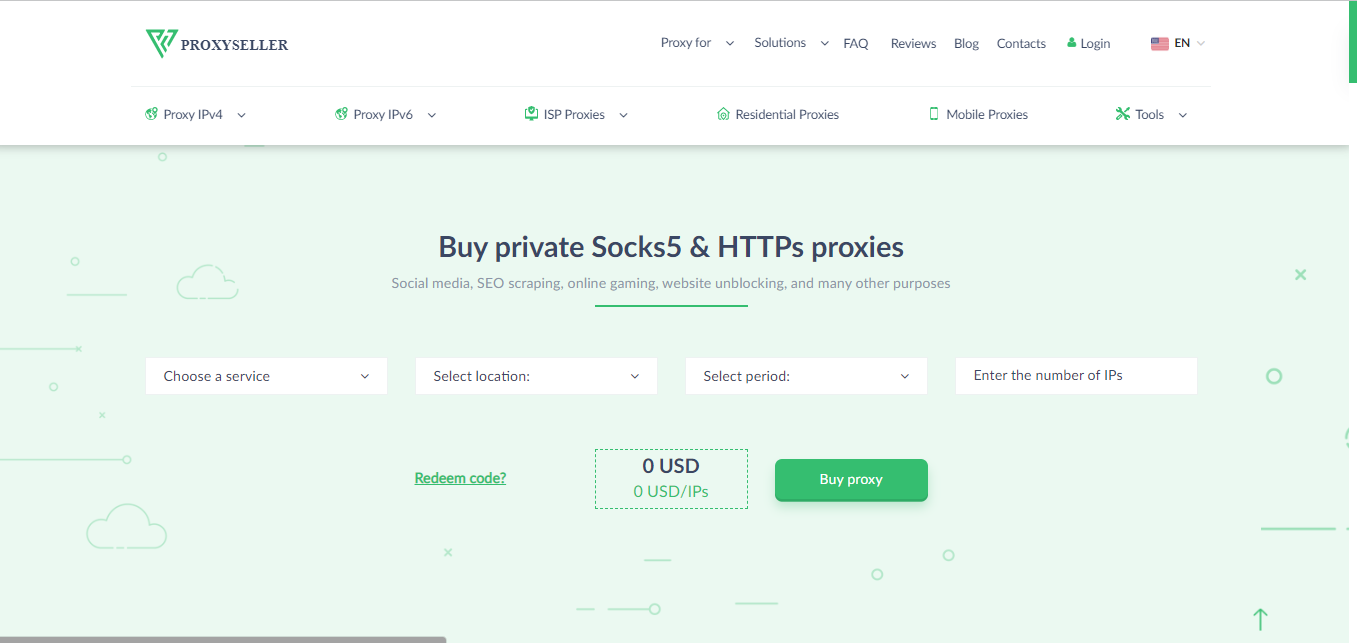 PROXYSELLER
Proxy for
Solutions
FAQ
Reviews
Blog
Contacts
Login
EN
Proxy IPv4
Proxy IPv6
ISP Proxies
Residential Proxies
Mobile Proxies
Tools
Buy private Socks5 & HTTPs proxies
Social media, SEO scraping, online gaming, website unblocking, and many other purposes
Choose a service
Select location:
Select period:
Enter the number of IPs
Redeem code?
0 USD
0 USD/IPs
Buy proxy